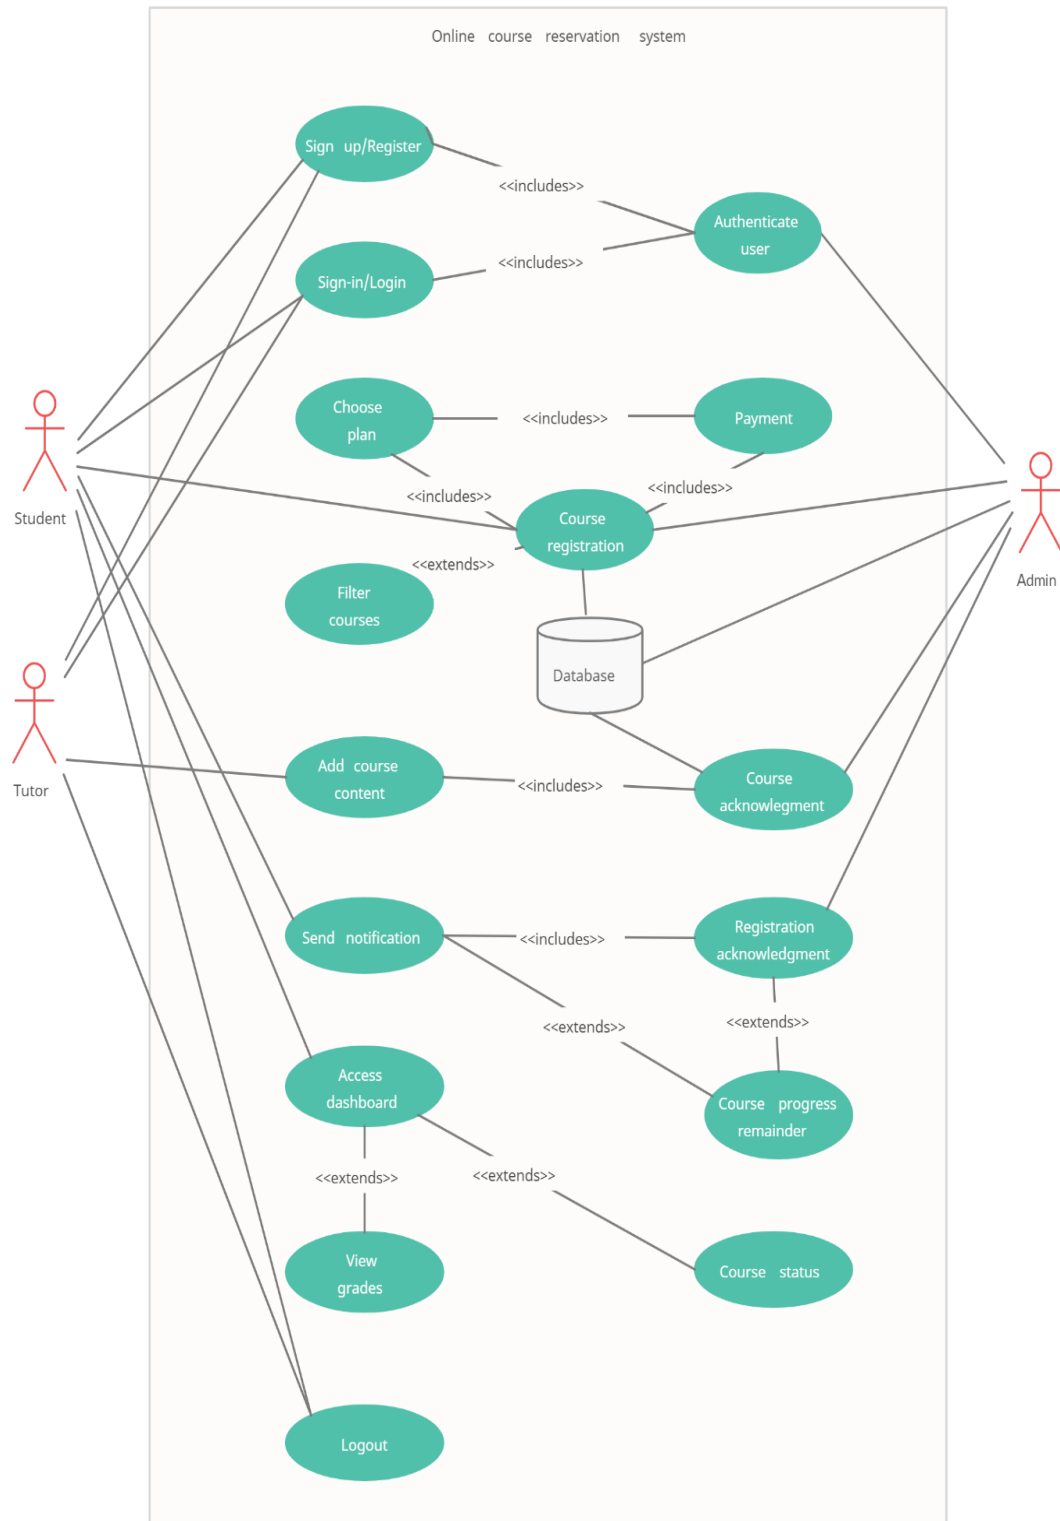 Online course reservation system
Sign up/Register
<<includes>>
Authenticate
user
<<includes>>
Sign-in/Login
Choose
plan
<<includes>>
Payment
<<includes>>
<<includes>>
Student
Course
registration
<<extends>>
Admin
Filter
courses
Database
Tutor
Add course
content
<<includes>>
Course
acknowlegment
Send notification
<<includes>>
Registration
acknowledgment
<<extends>>
<<extends>>
Access
dashboard
Course progress
remainder
<<extends>>
<<extends>>
View
grades
Course status
Logout